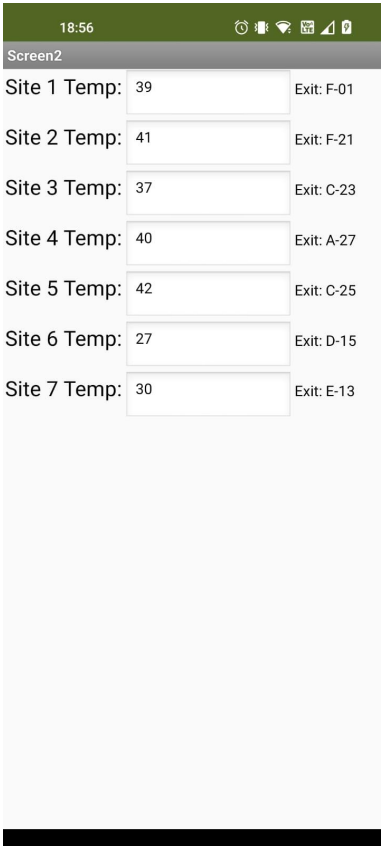 18:56
Screen2
Site 1 Temp: 39 Exit: F-01
Site 2 Temp: 41 Exit: F-21
Site 3 Temp: 37 Exit: C-23
Site 4 Temp: 40 Exit: A-27
Site 5 Temp: 42 Exit: C-25
Site 6 Temp: 27 Exit: D-15
Site 7 Temp: 30 Exit: E-13